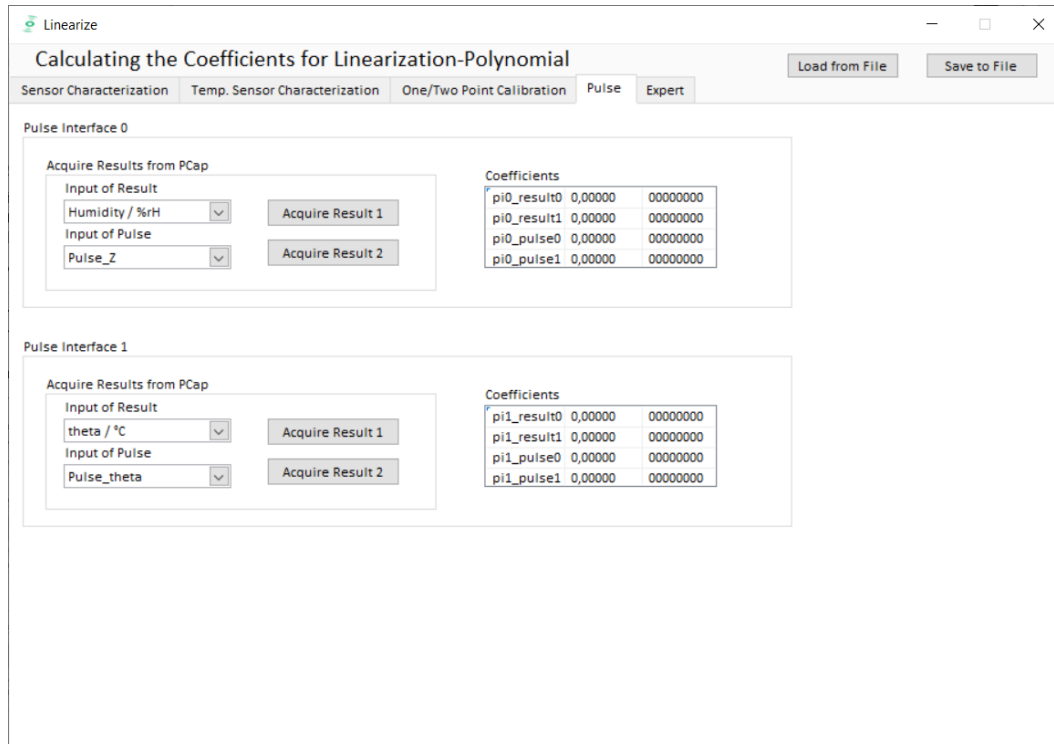 Linearize
Calculating the Coefficients for Linearization-Polynomial
Load from File
Save to File
Sensor Characterization
Temp. Sensor Characterization
One/Two Point Calibration
Pulse
Expert
Pulse Interface 0
Acquire Results from PCap
Input of Result
Humidity / %rH
Acquire Result 1
Input of Pulse
Pulse_Z
Acquire Result 2
Coefficients
pi0_result0 0,00000 00000000
pi0_result1 0,00000 00000000
pi0_pulse0 0,00000 00000000
pi0_pulse1 0,00000 00000000
Pulse Interface 1
Acquire Results from PCap
Input of Result
theta / °C
Acquire Result 1
Input of Pulse
Pulse_theta
Acquire Result 2
Coefficients
pi1_result0 0,00000 00000000
pi1_result1 0,00000 00000000
pi1_pulse0 0,00000 00000000
pi1_pulse1 0,00000 00000000